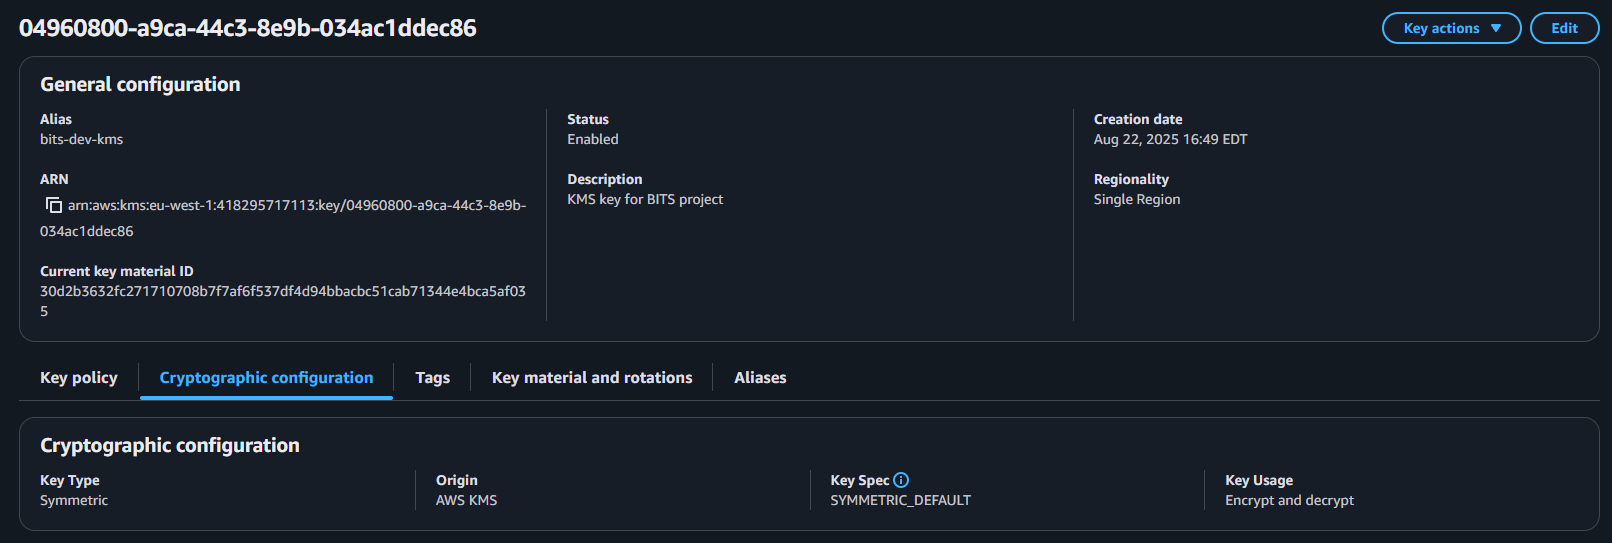 04960800-a9ca-44c3-8e9b-034ac1ddec86
Key actions
Edit
General configuration
Alias
bits-dev-kms
ARN
arn:aws:kms:eu-west-1:418295717113:key/04960800-a9ca-44c3-8e9b-
034ac1ddec86
Current key material ID
30d2b3632fc271710708b7f7af6f537df4d94bbacbc51cab71344e4bca5af03
5
Status
Enabled
Description
KMS key for BITS project
Creation date
Aug 22, 2025 16:49 EDT
Regionality
Single Region
Key policy
Cryptographic configuration
Tags
Key material and rotations
Aliases
Cryptographic configuration
Key Type
Symmetric
Origin
AWS KMS
Key Spec
SYMMETRIC_DEFAULT
Key Usage
Encrypt and decrypt